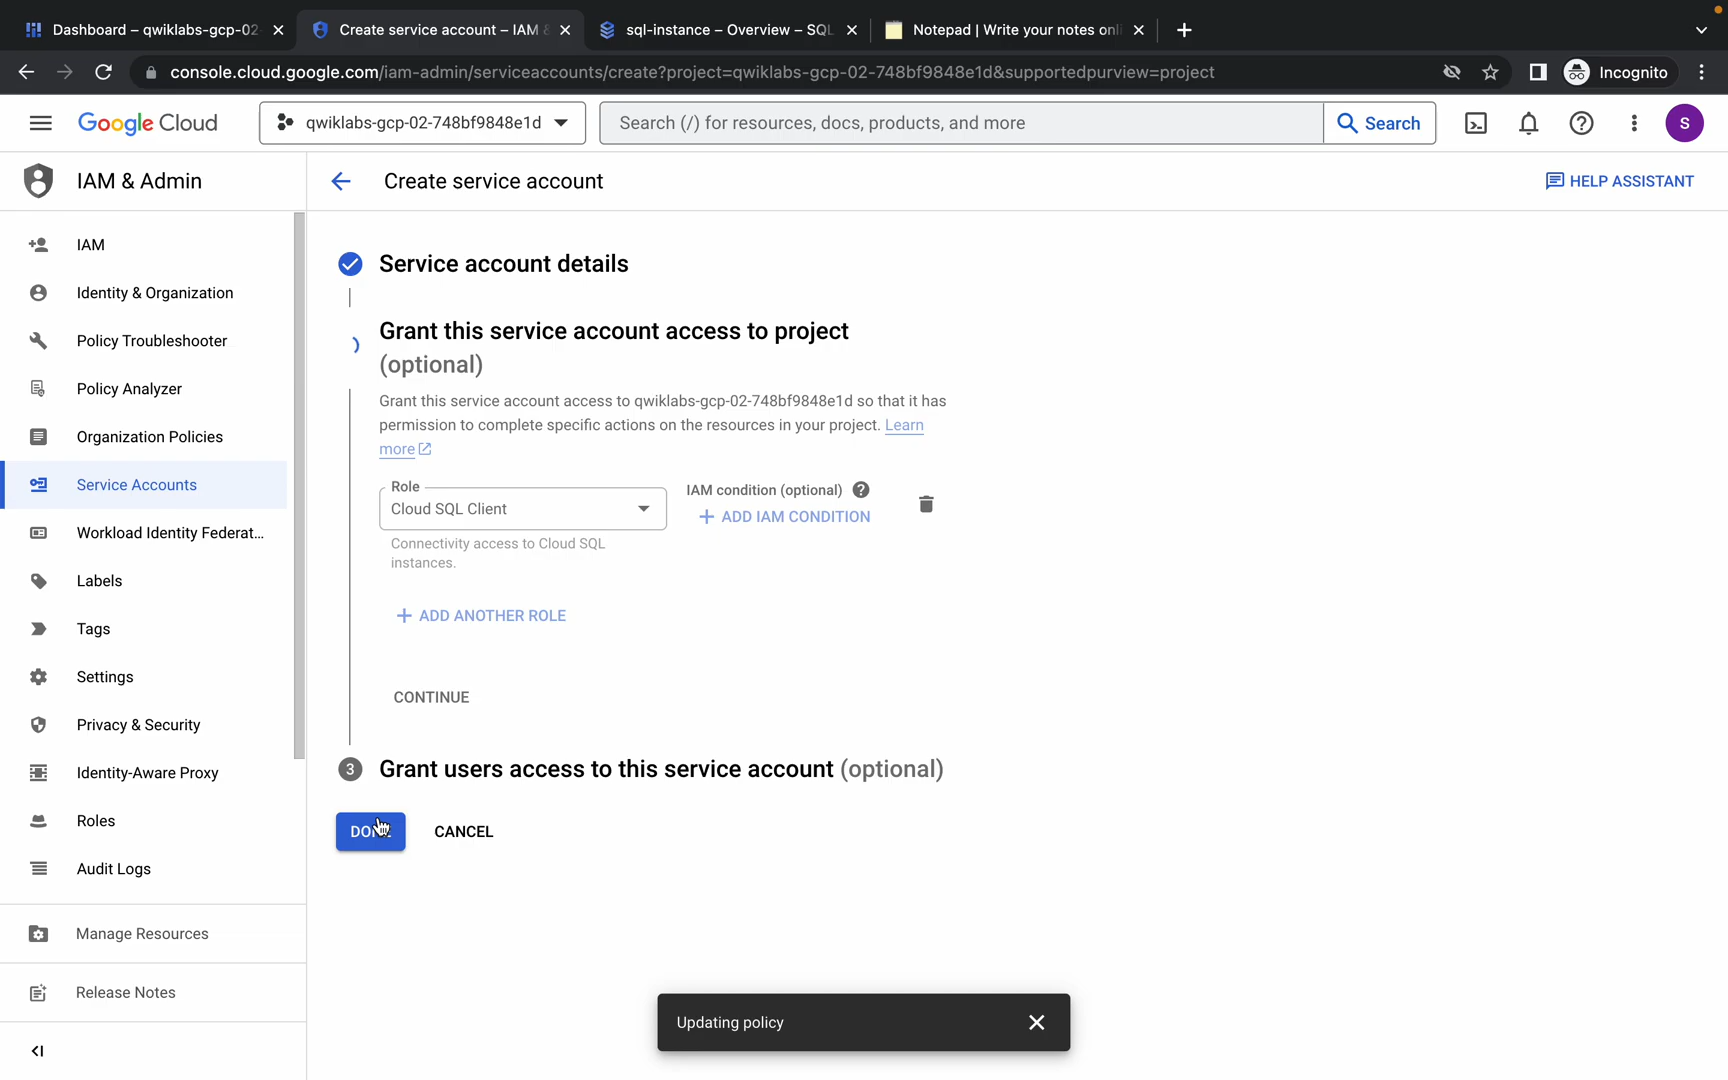 Dashboard – qwiklabs-gcp-02-
Create service account – IAM &
sql-instance – Overview – SQL
Notepad | Write your notes onli
console.cloud.google.com/iam-admin/serviceaccounts/create?project=qwiklabs-gcp-02-748bf9848e1d&supportedpurview=project
Incognito
Google Cloud
qwiklabs-gcp-02-748bf9848e1d
Search (/) for resources, docs, products, and more
Search
S
IAM & Admin
Create service account
HELP ASSISTANT
IAM
Identity & Organization
Policy Troubleshooter
Policy Analyzer
Organization Policies
Service Accounts
Workload Identity Federat...
Labels
Tags
Settings
Privacy & Security
Identity-Aware Proxy
Roles
Audit Logs
Manage Resources
Release Notes
Service account details
Grant this service account access to project
(optional)
Grant this service account access to qwiklabs-gcp-02-748bf9848e1d so that it has
permission to complete specific actions on the resources in your project. Learn
more
Role
Cloud SQL Client
IAM condition (optional)
+ ADD IAM CONDITION
Connectivity access to Cloud SQL
instances.
+ ADD ANOTHER ROLE
CONTINUE
3 Grant users access to this service account (optional)
DONE
CANCEL
Updating policy